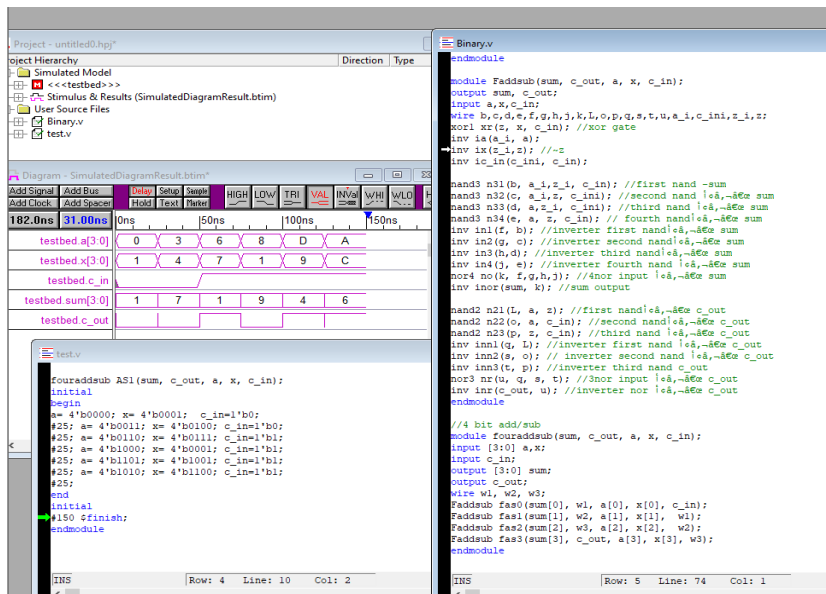 Project - untitled0.hpj*
roject Hierarchy Direction Type
Simulated Model
M <<<testbed>>>
Stimulus & Results (SimulatedDiagramResult.btim)
User Source Files
Binary.v
test.v
Diagram - SimulatedDiagramResult.btim*
Add Signal Add Bus Delay Setup Sample HIGH LOW TRI VAL INVal WHI WLO
Add Clock Add Spacer Hold Text Marker
182.0ns 31.00ns 0ns 50ns 100ns 150ns
testbed.a[3:0] 0 3 6 8 D A
testbed.x[3:0] 1 4 7 1 9 C
testbed.c_in
testbed.sum[3:0] 1 7 1 9 4 6
testbed.c_out
test.v
fouraddsub AS1(sum, c_out, a, x, c_in);
initial
begin
a= 4'b0000; x= 4'b0001; c_in=1'b0;
#25; a= 4'b0011; x= 4'b0100; c_in=1'b0;
#25; a= 4'b0110; x= 4'b0111; c_in=1'b1;
#25; a= 4'b1000; x= 4'b0001; c_in=1'b1;
#25; a= 4'b1101; x= 4'b1001; c_in=1'b1;
#25; a= 4'b1010; x= 4'b1100; c_in=1'b1;
#25;
end
initial
#150 $finish;
endmodule
INS Row: 4 Line: 10 Col: 2
Binary.v
endmodule
module Faddsub(sum, c_out, a, x, c_in);
output sum, c_out;
input a,x,c_in;
wire b,c,d,e,f,g,h,j,k,L,o,p,q,s,t,u,a_i,c_ini,z_i,z;
xor1 xr(z, x, c_in); //xor gate
inv ia(a_i, a);
inv ix(z_i,z); //~z
inv ic_in(c_ini, c_in);
nand3 n31(b, a_i,z_i, c_in); //first nand -sum
nand3 n32(c, a_i,z, c_ini); //second nand sum
nand3 n33(d, a,z_i, c_ini); //third nand sum
nand3 n34(e, a, z, c_in); // fourth nand sum
inv in1(f, b); //inverter first nand sum
inv in2(g, c); //inverter second nand sum
inv in3(h,d); //inverter third nand sum
inv in4(j, e); //inverter fourth nand sum
nor4 no(k, f,g,h,j); //4nor input sum
inv inor(sum, k); //sum output
nand2 n21(L, a, z); //first nand c_out
nand2 n22(o, a, c_in); //second nand c_out
nand2 n23(p, z, c_in); //third nand c_out
inv inn1(q, L); //inverter first nand c_out
inv inn2(s, o); // inverter second nand c_out
inv inn3(t, p); //inverter third nand c_out
nor3 nr(u, q, s, t); //3nor input c_out
inv inr(c_out, u); //inverter nor c_out
endmodule
//4 bit add/sub
module fouraddsub(sum, c_out, a, x, c_in);
input [3:0] a,x;
input c_in;
output [3:0] sum;
output c_out;
wire w1, w2, w3;
Faddsub fas0(sum[0], w1, a[0], x[0], c_in);
Faddsub fas1(sum[1], w2, a[1], x[1], w1);
Faddsub fas2(sum[2], w3, a[2], x[2], w2);
Faddsub fas3(sum[3], c_out, a[3], x[3], w3);
endmodule
INS Row: 5 Line: 74 Col: 1